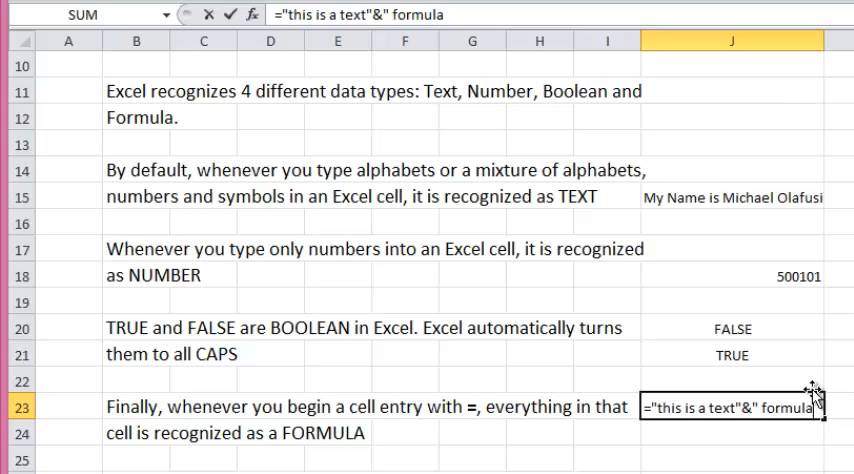 SUM fx ="this is a text"&" formula
A B C D E F G H I J
10
11 Excel recognizes 4 different data types: Text, Number, Boolean and
12 Formula.
13
14 By default, whenever you type alphabets or a mixture of alphabets,
15 numbers and symbols in an Excel cell, it is recognized as TEXT My Name is Michael Olafusi
16
17 Whenever you type only numbers into an Excel cell, it is recognized
18 as NUMBER 500101
19
20 TRUE and FALSE are BOOLEAN in Excel. Excel automatically turns FALSE
21 them to all CAPS TRUE
22
23 Finally, whenever you begin a cell entry with =, everything in that ="this is a text"&" formula
24 cell is recognized as a FORMULA
25